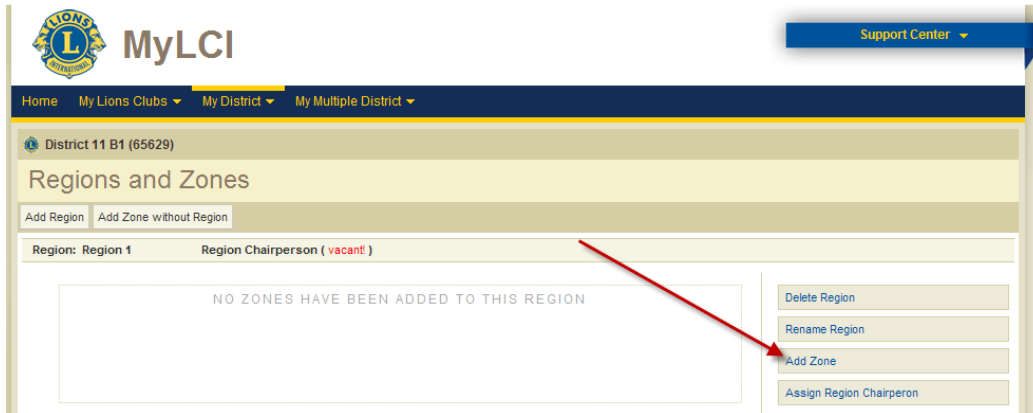 LIONS
L
INTERNATIONAL
MyLCI
Support Center
Home My Lions Clubs My District My Multiple District
District 11 B1 (65629)
Regions and Zones
Add Region Add Zone without Region
Region: Region 1 Region Chairperson ( vacant! )
NO ZONES HAVE BEEN ADDED TO THIS REGION
Delete Region
Rename Region
Add Zone
Assign Region Chairperon